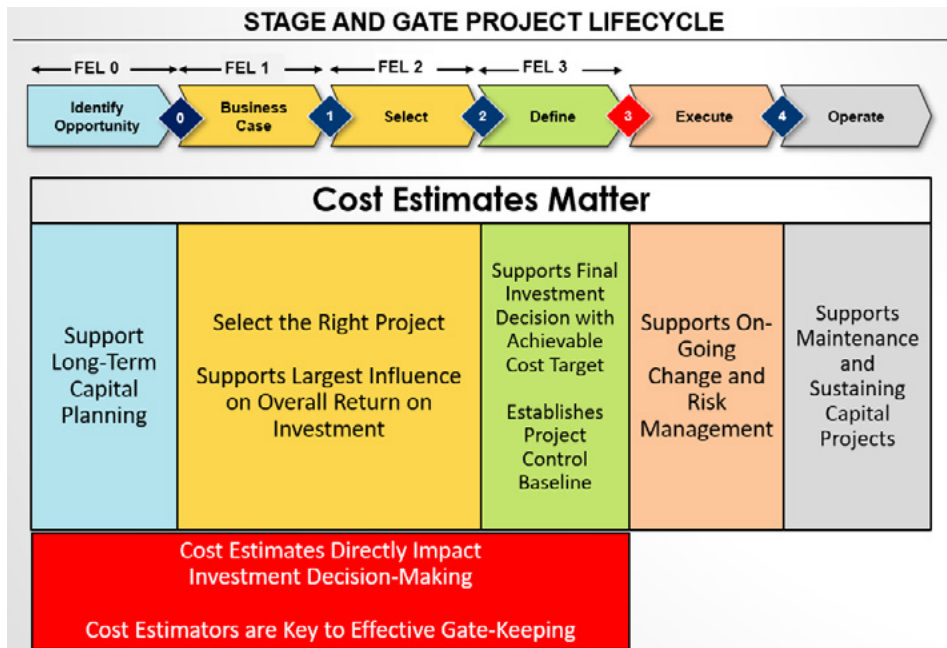 STAGE AND GATE PROJECT LIFECYCLE
FEL 0
FEL 1
FEL 2
FEL 3
Identify
Opportunity
0
Business
Case
1
Select
2
Define
3
Execute
4
Operate
Cost Estimates Matter
Support
Long-Term
Capital
Planning
Select the Right Project
Supports Largest Influence
on Overall Return on
Investment
Supports Final
Investment
Decision with
Achievable
Cost Target
Establishes
Project
Control
Baseline
Supports On-
Going
Change and
Risk
Management
Supports
Maintenance
and
Sustaining
Capital
Projects
Cost Estimates Directly Impact
Investment Decision-Making
Cost Estimators are Key to Effective Gate-Keeping